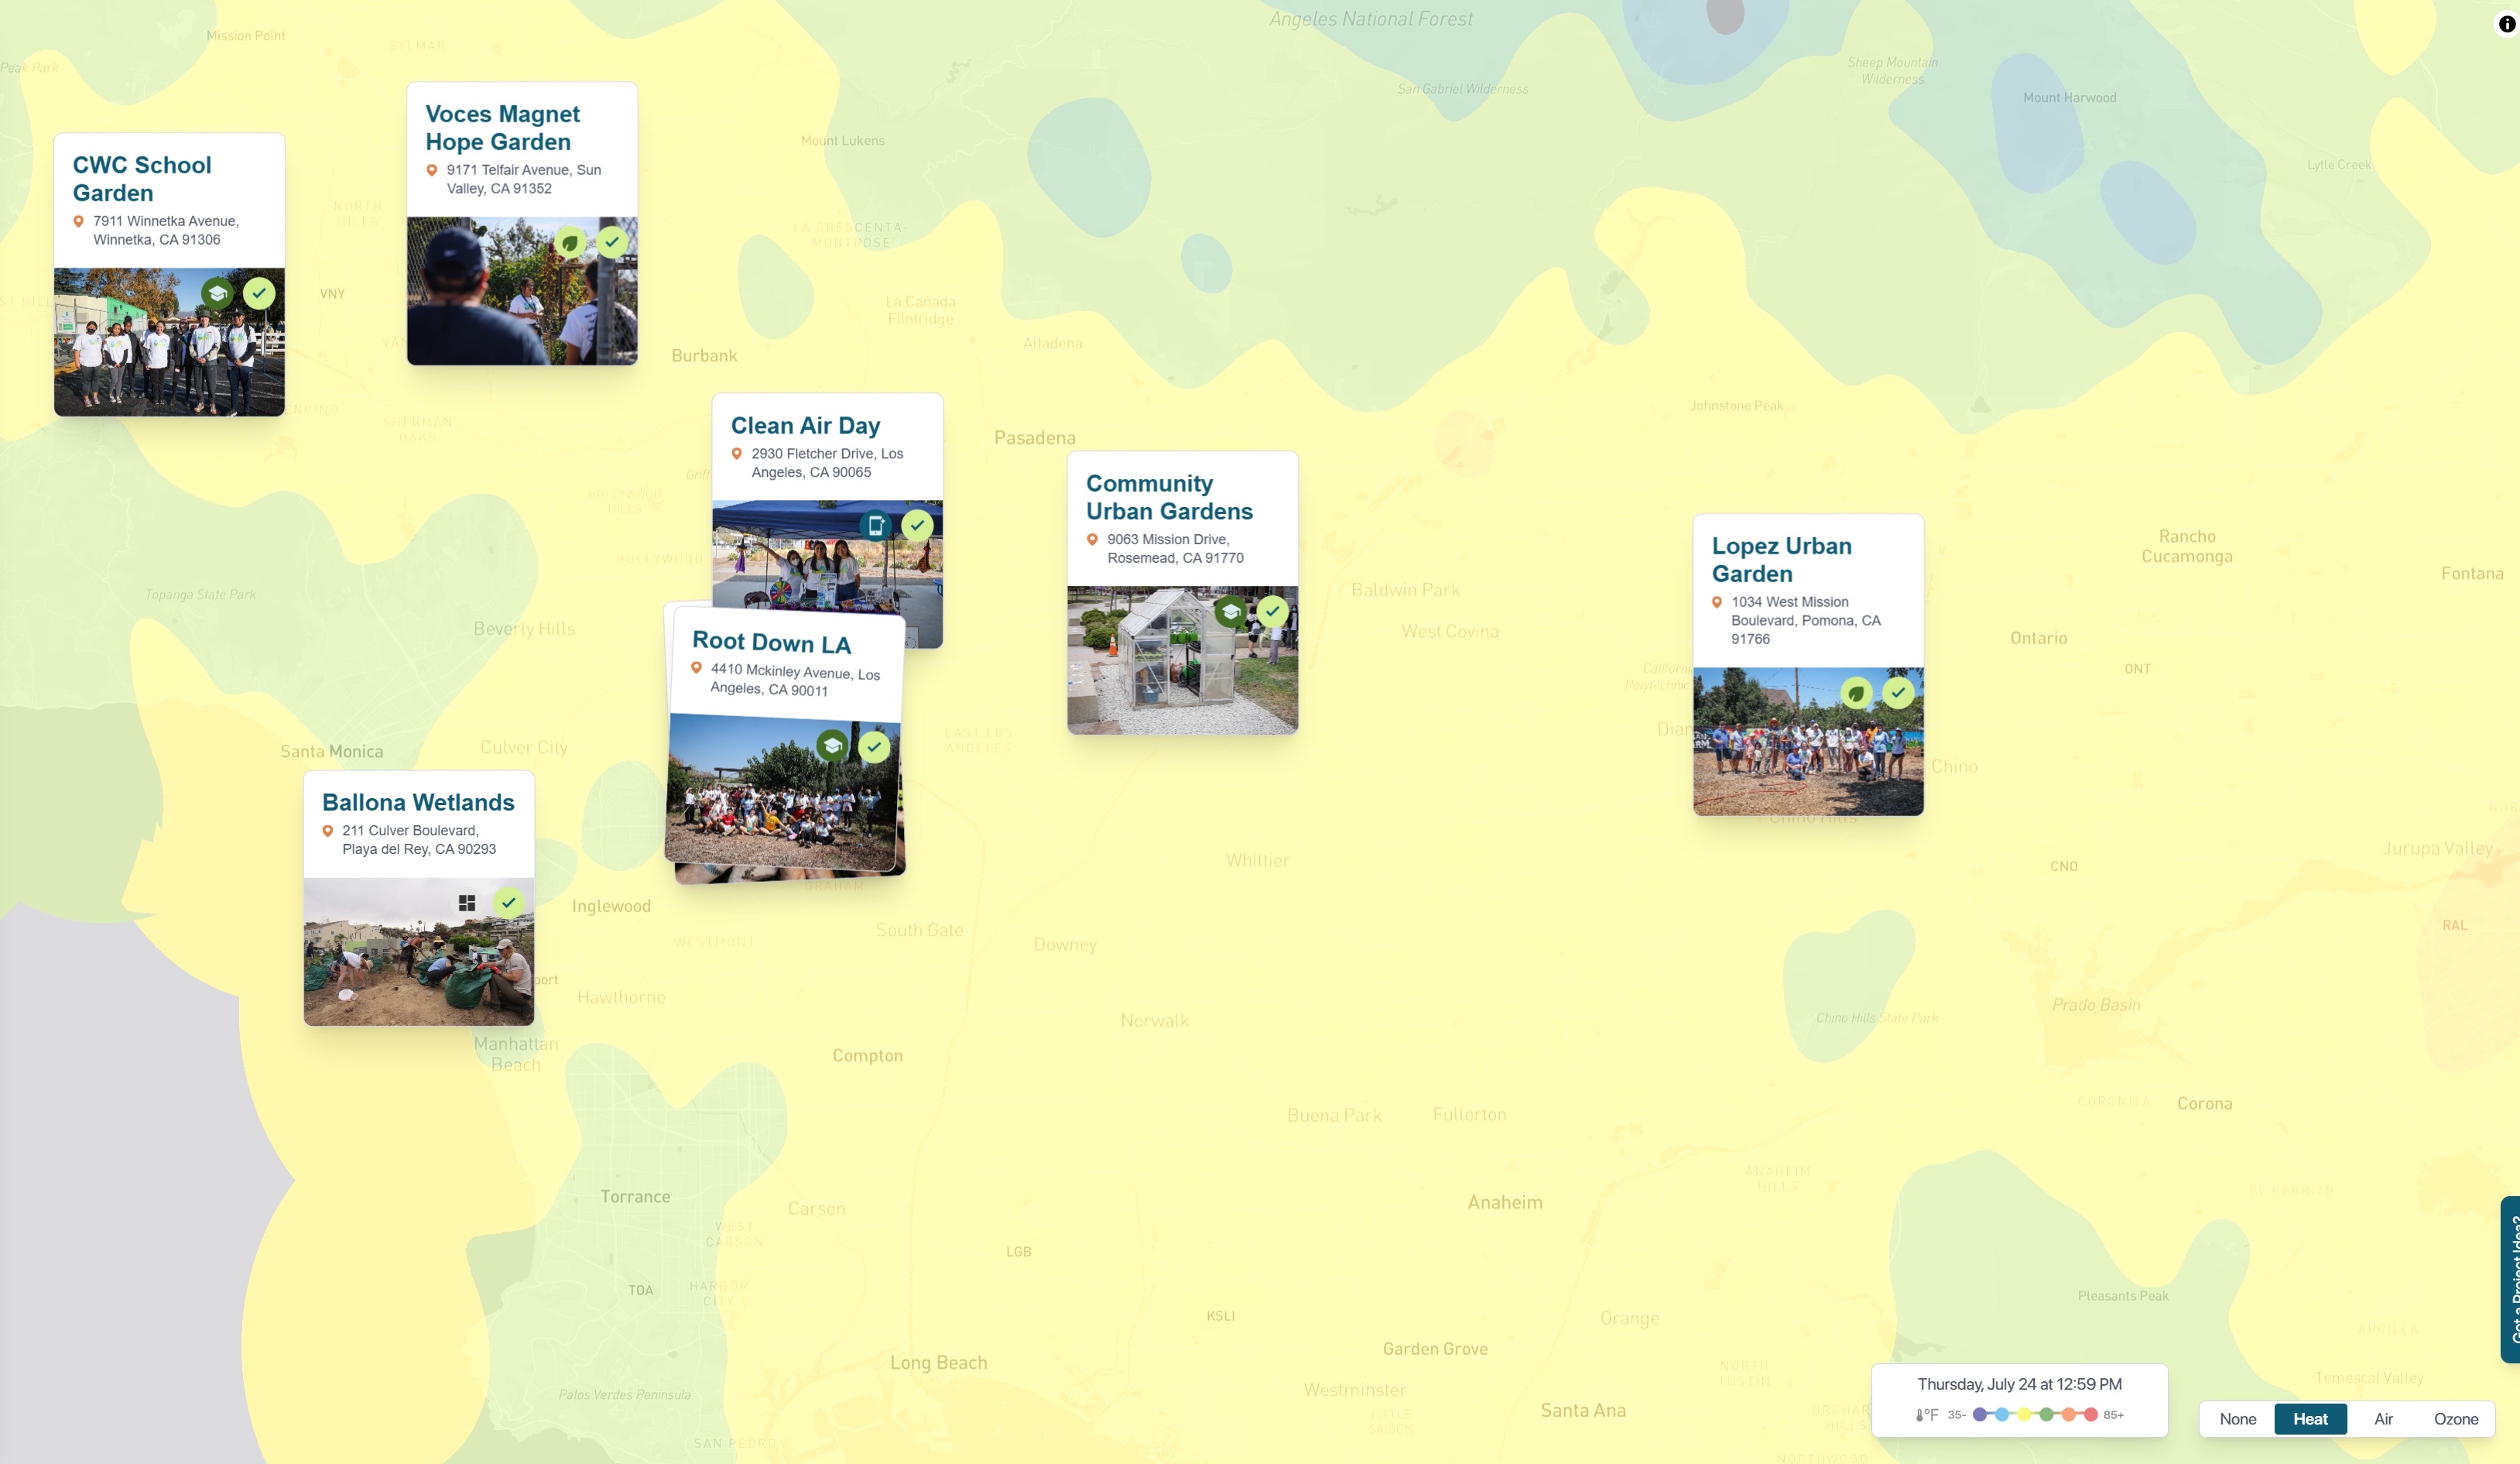 Angeles National Forest
Mission Point
SYLMAR
Peak Park
San Gabriel Wilderness
Sheep Mountain
Wilderness
Mount Harwood
Lytle Creek
Mount Lukens
Voces Magnet
Hope Garden
9171 Telfair Avenue, Sun
Valley, CA 91352
CWC School
Garden
7911 Winnetka Avenue,
Winnetka, CA 91306
NORTH
HILLS
VNY
LA CRESCENTA-
MONTROSE
La Cañada
Flintridge
Altadena
Burbank
SHERMAN
OAKS
Clean Air Day
2930 Fletcher Drive, Los
Angeles, CA 90065
Pasadena
Johnstone Peak
HOLLYWOOD
HILLS
HOLLYWOOD
Community
Urban Gardens
9063 Mission Drive,
Rosemead, CA 91770
Lopez Urban
Garden
1034 West Mission
Boulevard, Pomona, CA
91766
Rancho
Cucamonga
Fontana
Baldwin Park
West Covina
Ontario
ONT
Topanga State Park
Beverly Hills
Root Down LA
4410 Mckinley Avenue, Los
Angeles, CA 90011
California
Polytechnic
EAST LOS
ANGELES
Santa Monica
Culver City
Chino
Chino Hills
Ballona Wetlands
211 Culver Boulevard,
Playa del Rey, CA 90293
Whittier
Jurupa Valley
CNO
GRAHAM
Inglewood
WESTMONT
South Gate
Downey
RAL
Hawthorne
Norwalk
Chino Hills State Park
Prado Basin
Manhattan
Beach
Compton
Buena Park
Fullerton
CORONITA
Corona
ANAHEIM
HILLS
EL CERRITO
Torrance
Carson
Anaheim
WEST
CARSON
LGB
TOA
HARBOR
CITY
KSLI
Orange
Pleasants Peak
ARCILLA
Garden Grove
Long Beach
Palos Verdes Peninsula
Westminster
NORTH
TUSTIN
Temescal Valley
LITTLE
SAIGON
Santa Ana
SAN PEDRO
NORTHWOOD
Got a Project Idea?
Thursday, July 24 at 12:59 PM
°F 35- 85+
None Heat Air Ozone